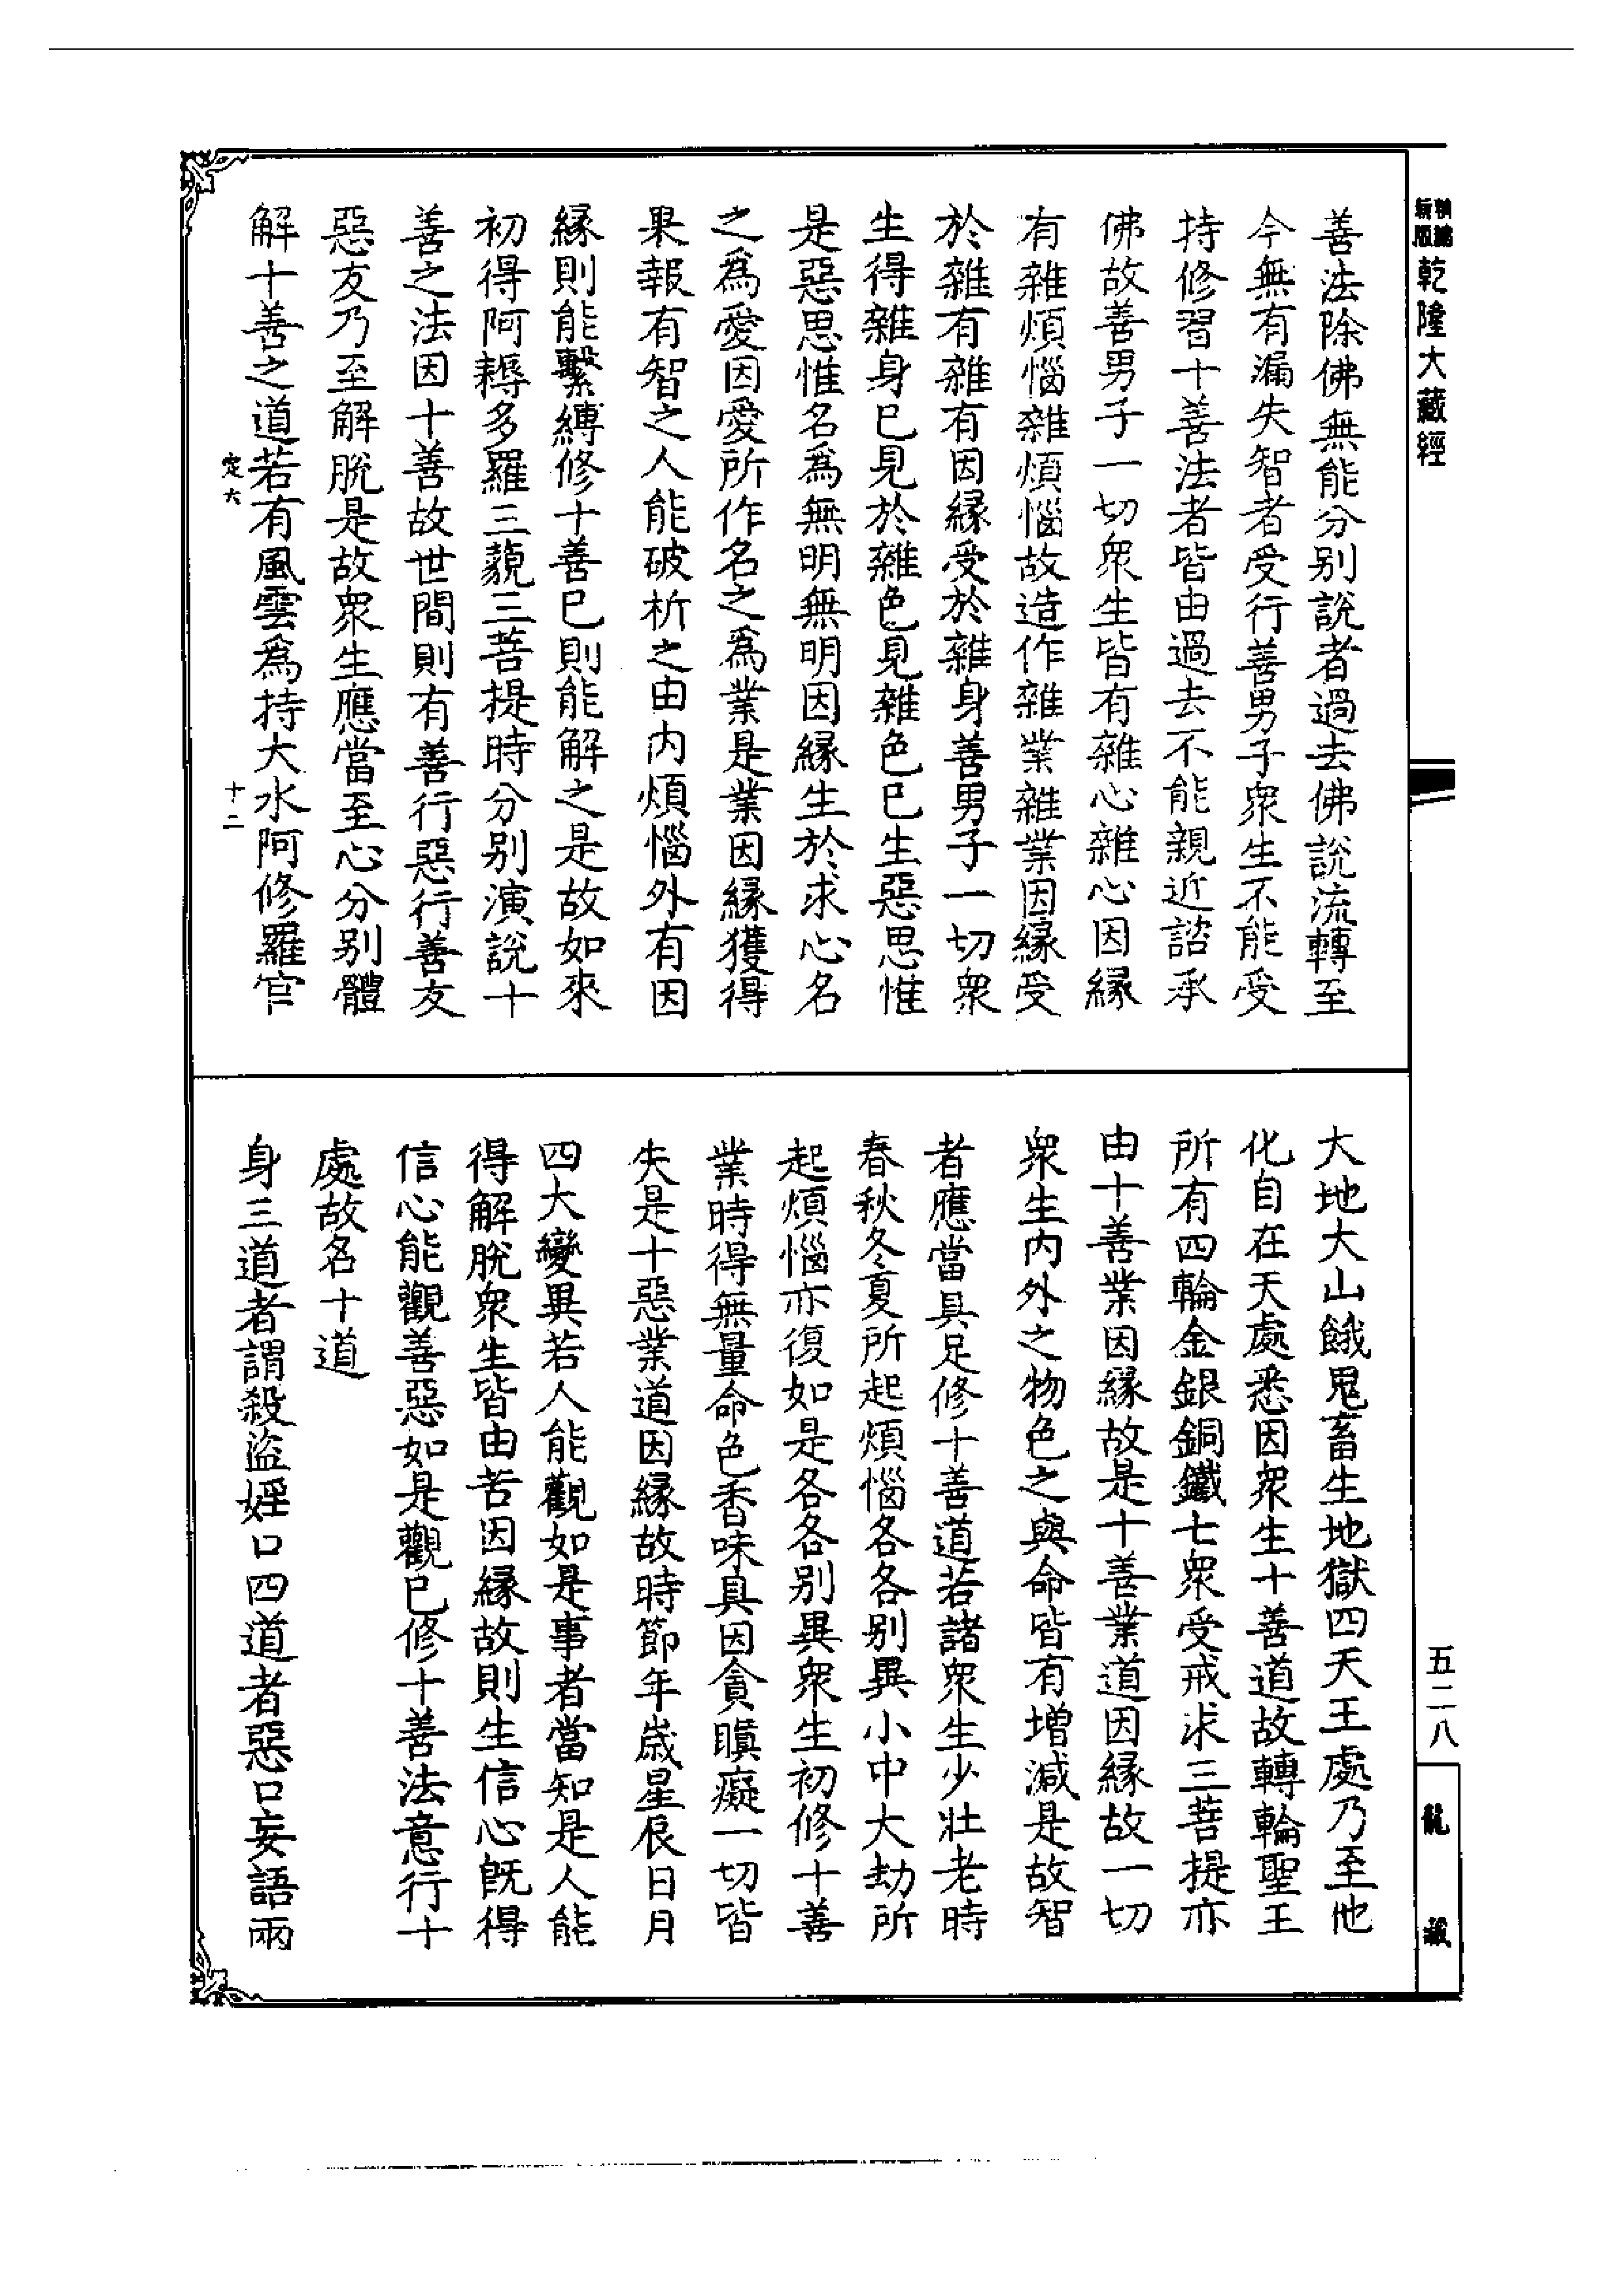 新版
精編
乾隆大藏經
五二八
龍藏
善法除佛無能分别說者過去佛說流轉至
今無有漏失智者受行善男子衆生不能受
持修習十善法者皆由過去不能親近諮承
佛故善男子一切衆生皆有雜心雜心因縁
有雜煩惱雜煩惱故造作雜業雜業因縁受
於雜有雜有因縁受於雜身善男子一切衆
生得雜身巳見於雜色見雜色巳生惡思惟
是惡思惟名爲無明無明因縁生於求心名
之爲愛因愛所作名之爲業是業因縁獲得
果報有智之人能破析之由内煩惱外有因
縁則能繫縛修十善巳則能解之是故如來
初得阿耨多羅三藐三菩提時分别演說十
善之法因十善故世間則有善行惡行善友
惡友乃至解脫是故衆生應當至心分别體
解十善之道若有風雲爲持大水阿修羅宫
定六
十二
大地大山餓鬼畜生地獄四天王處乃至他
化自在天處悉因衆生十善道故轉輪聖王
所有四輪金銀銅鐵七衆受戒求三菩提亦
由十善業因縁故是十善業道因縁故一切
衆生内外之物色之與命皆有増減是故智
者應當具足修十善道若諸衆生少壯老時
春秋冬夏所起煩惱各各别異小中大劫所
起煩惱亦復如是各各别異衆生初修十善
業時得無量命色香味具因貪瞋癡一切皆
失是十惡業道因縁故時節年歲星辰日月
四大變異若人能觀如是事者當知是人能
得解脫衆生皆由苦因縁故則生信心旣得
信心能觀善惡如是觀巳修十善法意行十
處故名十道
身三道者謂殺盜婬口四道者惡口妄語兩